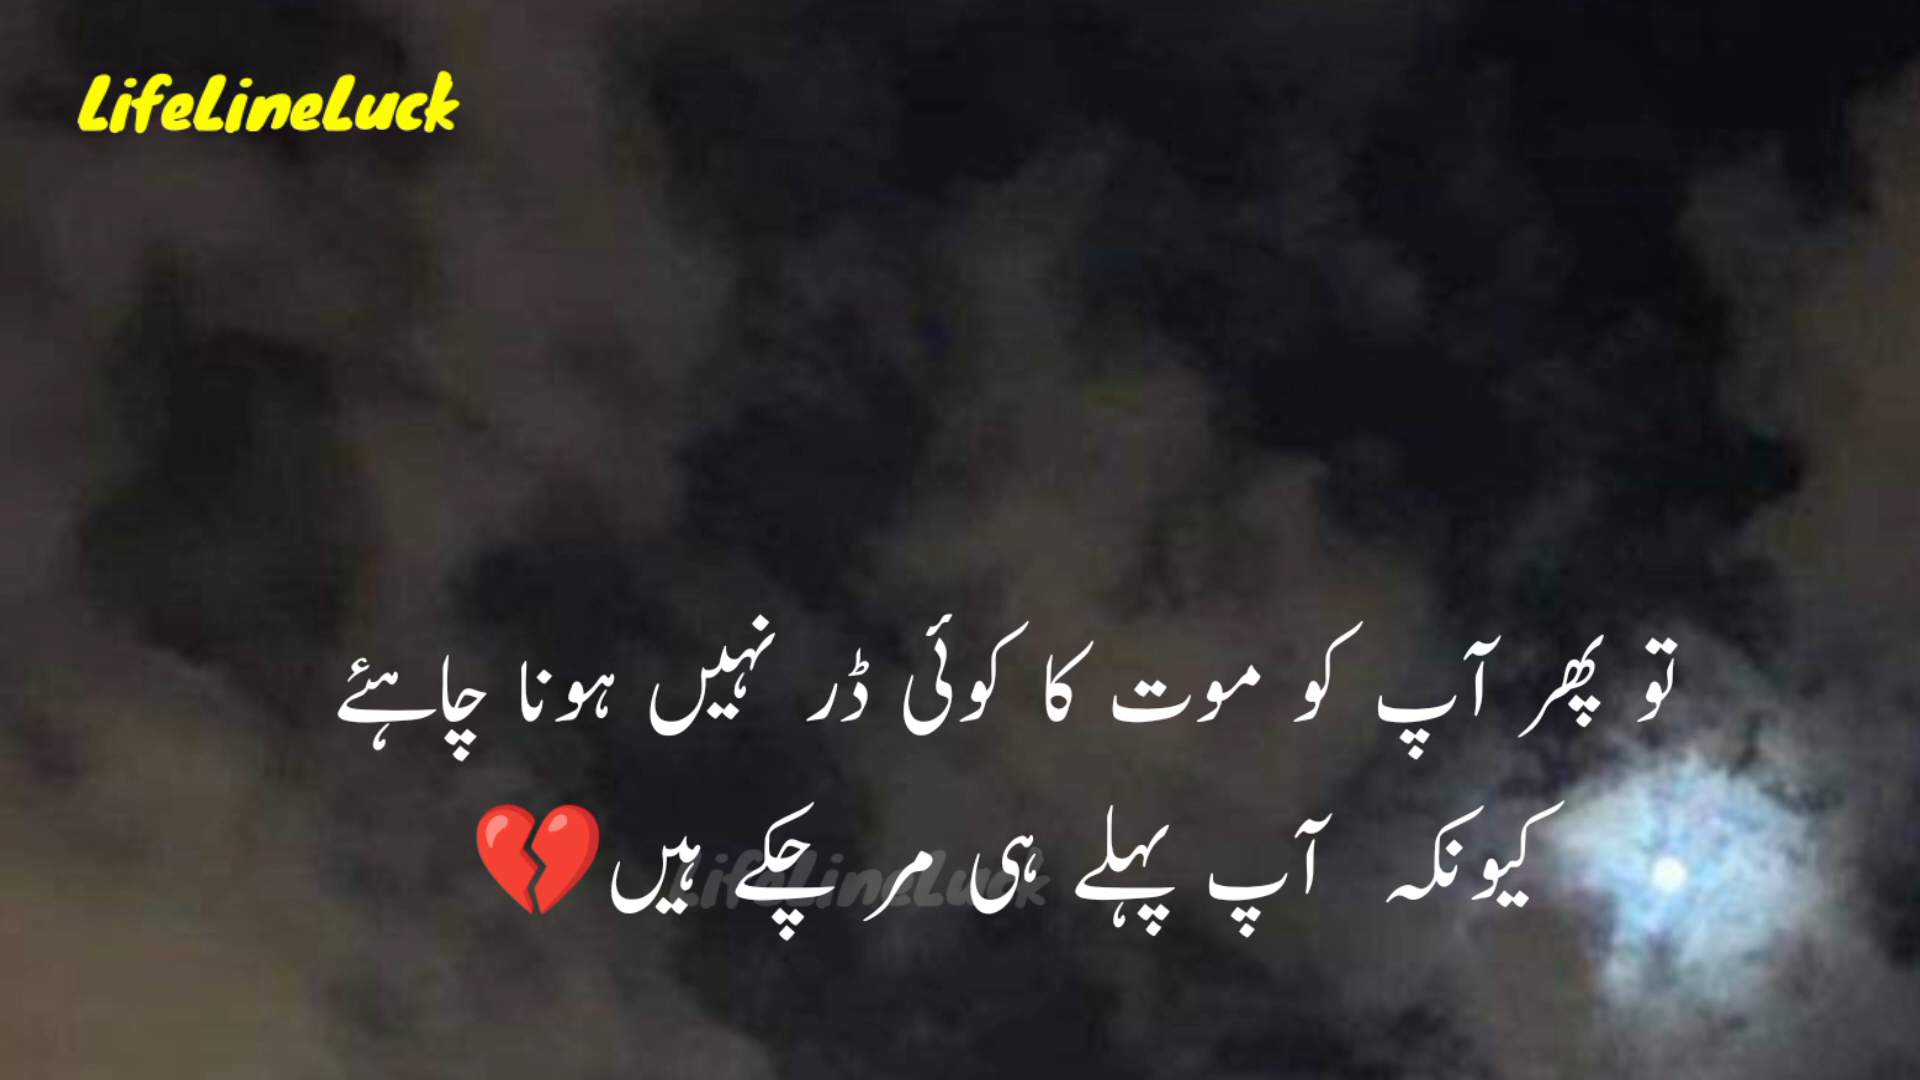 LifeLineLuck
تو پھر آپ کو موت کا کوئی ڈر نہیں ہونا چاہئے
کیونکہ آپ پہلے ہی مر چکے ہیں💔
LifeLineLuck